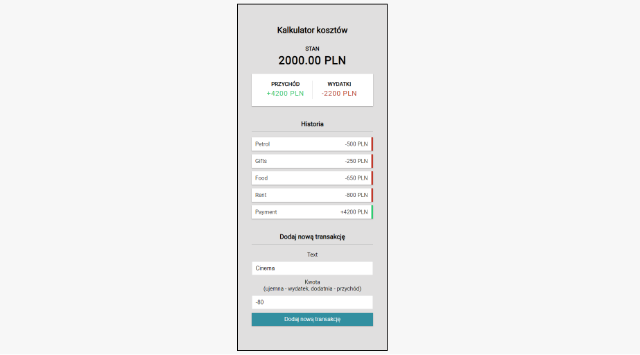 Kalkulator kosztów
STAN
2000.00 PLN
PRZYCHÓD WYDATKI
+4200 PLN -2200 PLN
Historia
Petrol -500 PLN
Gifts -250 PLN
Food -650 PLN
Rent -800 PLN
Payment +4200 PLN
Dodaj nową transakcję
Text
Cinema
Kwota
(ujemna - wydatek, dodatnia - przychód)
-80
Dodaj nową transakcję